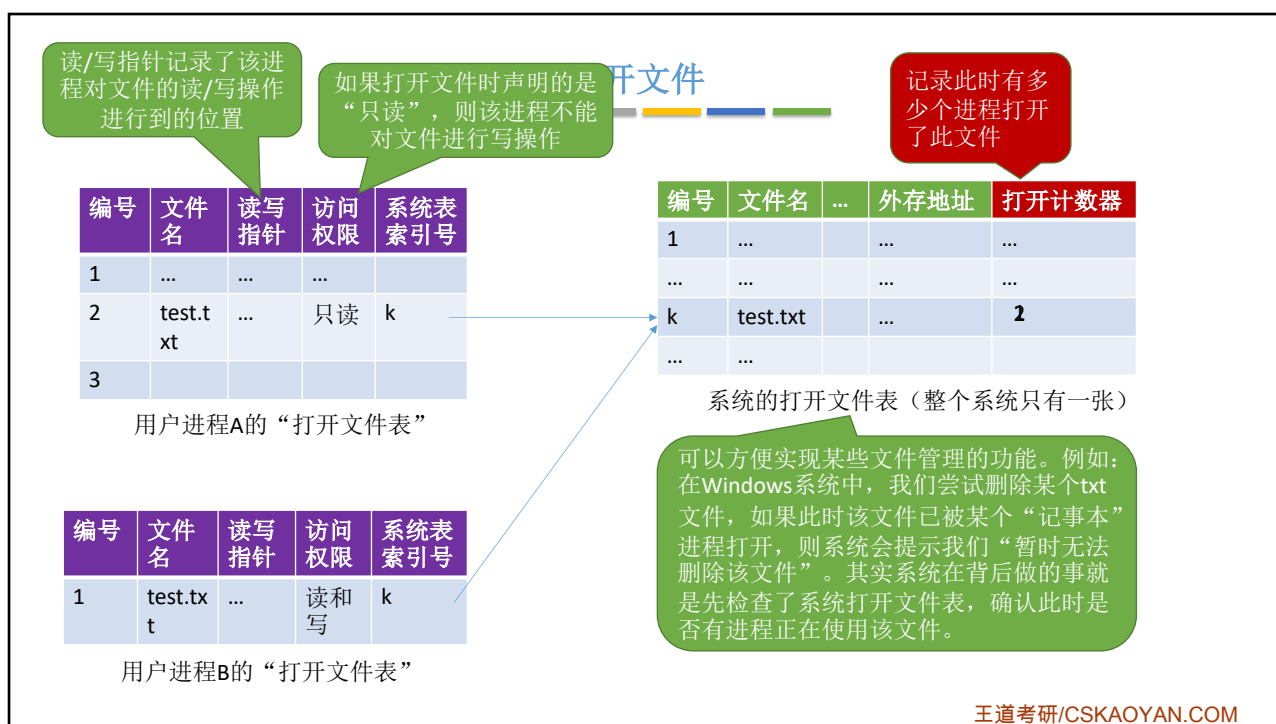 读/写指针记录了该进
程对文件的读/写操作
进行到的位置
如果打开文件时声明的是
“只读”，则该进程不能
对文件进行写操作
开文件
记录此时有多
少个进程打开
了此文件
编号 文件名 读写指针 访问权限 系统表索引号
1 … … …
2 test.txt … 只读 k
3
用户进程A的“打开文件表”
编号 文件名 … 外存地址 打开计数器
1 … … …
… … … …
k test.txt …
… …
系统的打开文件表（整个系统只有一张）
可以方便实现某些文件管理的功能。例如：
在Windows系统中，我们尝试删除某个txt
文件，如果此时该文件已被某个“记事本”
进程打开，则系统会提示我们“暂时无法
删除该文件”。其实系统在背后做的事就
是先检查了系统打开文件表，确认此时是
否有进程正在使用该文件。
编号 文件名 读写指针 访问权限 系统表索引号
1 test.txt … 读和写 k
用户进程B的“打开文件表”
王道考研/CSKAOYAN.COM